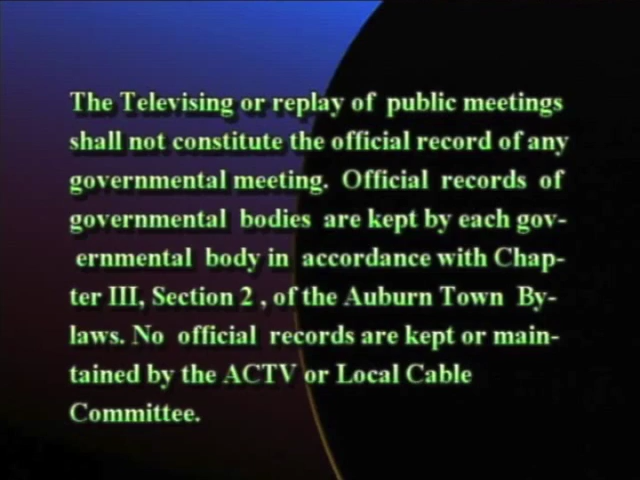 The Televising or replay of public meetings
shall not constitute the official record of any
governmental meeting. Official records of
governmental bodies are kept by each gov-
ernmental body in accordance with Chap-
ter III, Section 2 , of the Auburn Town By-
laws. No official records are kept or main-
tained by the ACTV or Local Cable
Committee.